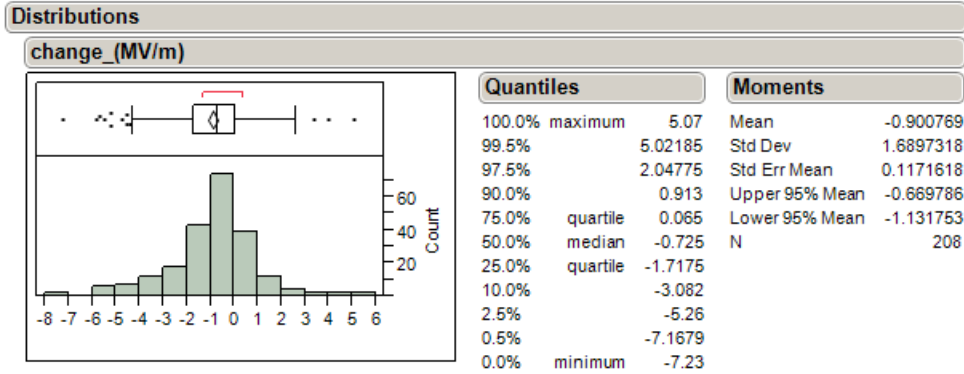 Distributions
change_(MV/m)
60
40
20
Count
-8 -7 -6 -5 -4 -3 -2 -1 0 1 2 3 4 5 6
Quantiles
100.0% maximum 5.07
99.5% 5.02185
97.5% 2.04775
90.0% 0.913
75.0% quartile 0.065
50.0% median -0.725
25.0% quartile -1.7175
10.0% -3.082
2.5% -5.26
0.5% -7.1679
0.0% minimum -7.23
Moments
Mean -0.900769
Std Dev 1.6897318
Std Err Mean 0.1171618
Upper 95% Mean -0.669786
Lower 95% Mean -1.131753
N 208